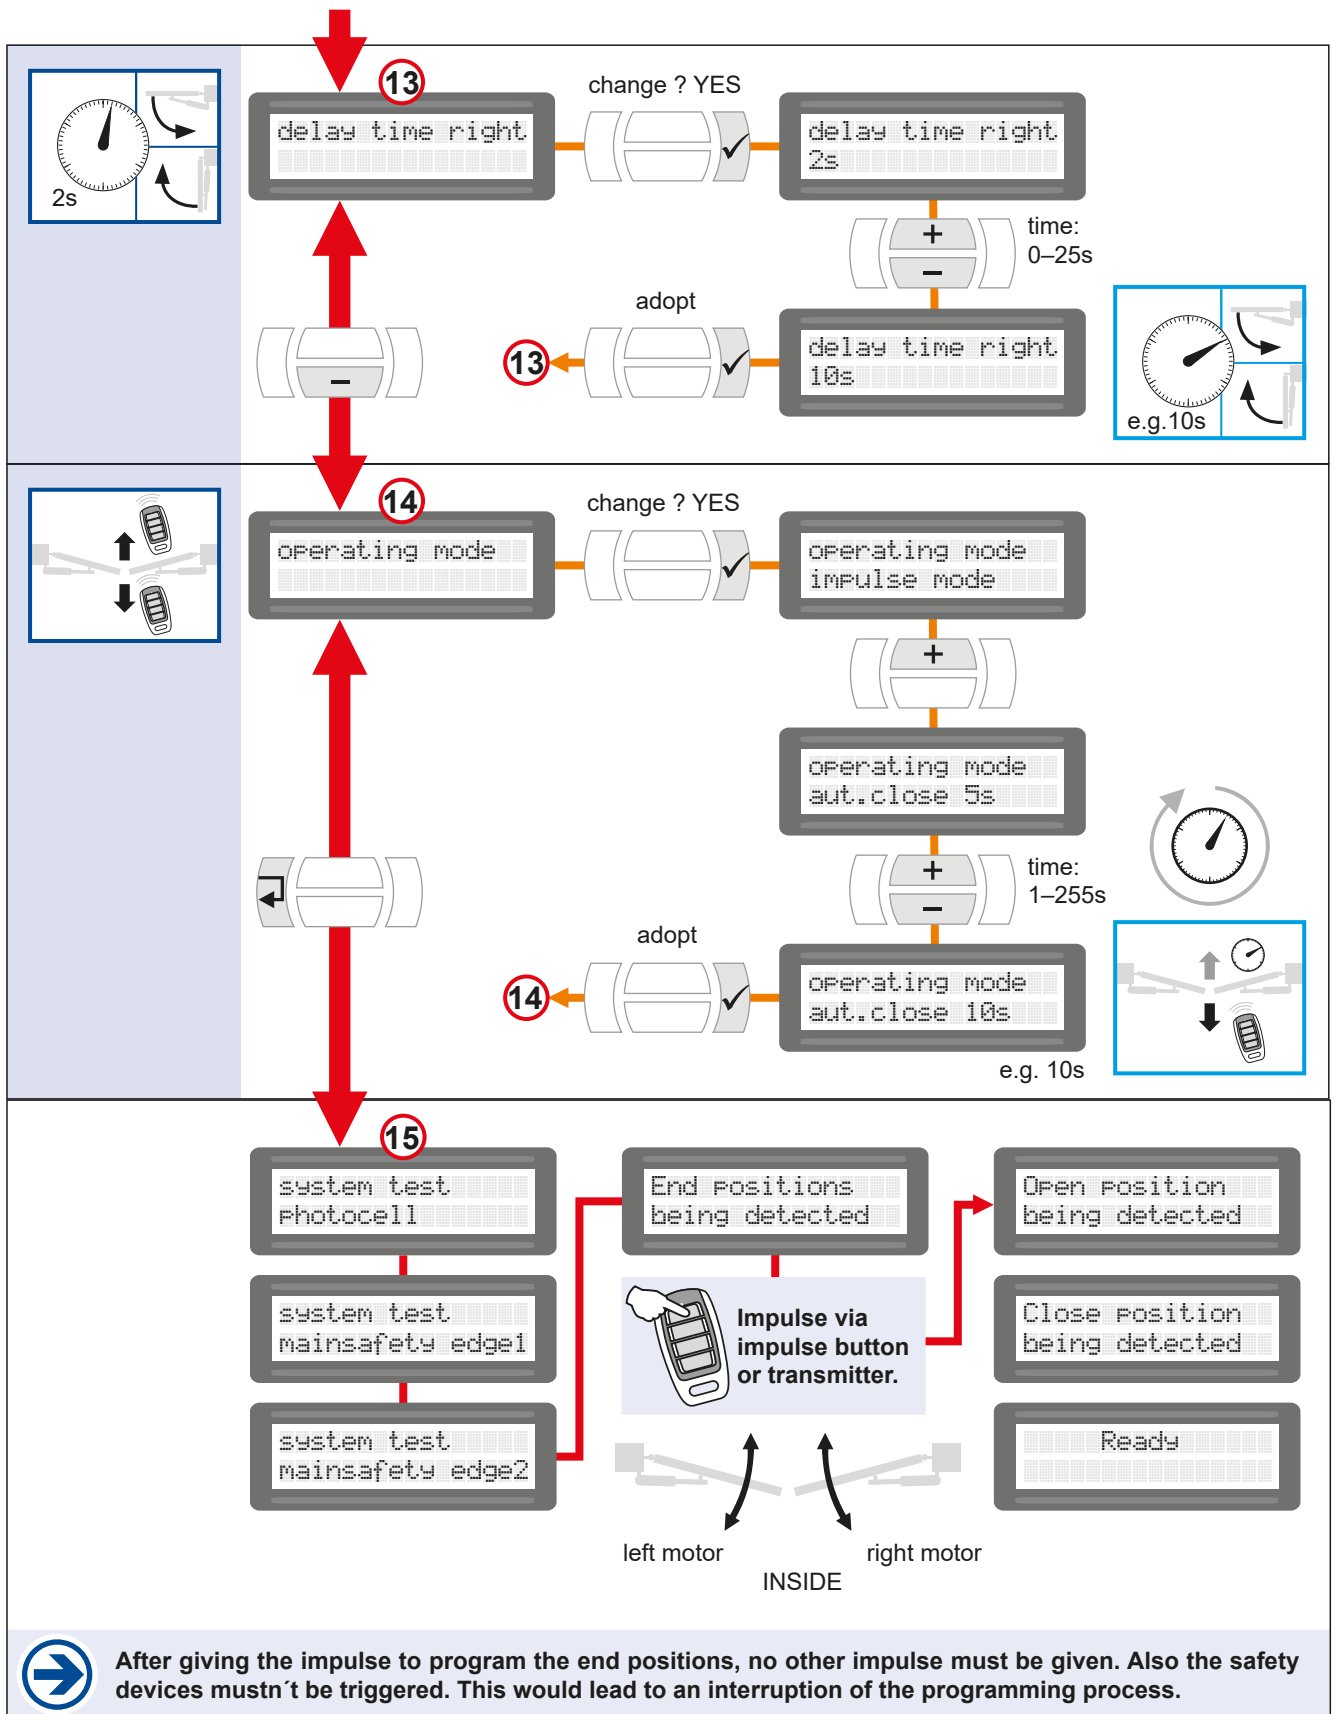 13
change ? YES
delay time right
delay time right
2s
2s
+
−
time:
0–25s
adopt
−
13
delay time right
10s
e.g.10s
14
change ? YES
operating mode
operating mode
impulse mode
+
operating mode
aut.close 5s
+
−
time:
1–255s
adopt
14
operating mode
aut.close 10s
e.g. 10s
15
system test
photocell
End positions
being detected
Open position
being detected
system test
mainsafety edge1
Impulse via
impulse button
or transmitter.
Close position
being detected
system test
mainsafety edge2
Ready
left motor
right motor
INSIDE
After giving the impulse to program the end positions, no other impulse must be given. Also the safety
devices mustn´t be triggered. This would lead to an interruption of the programming process.